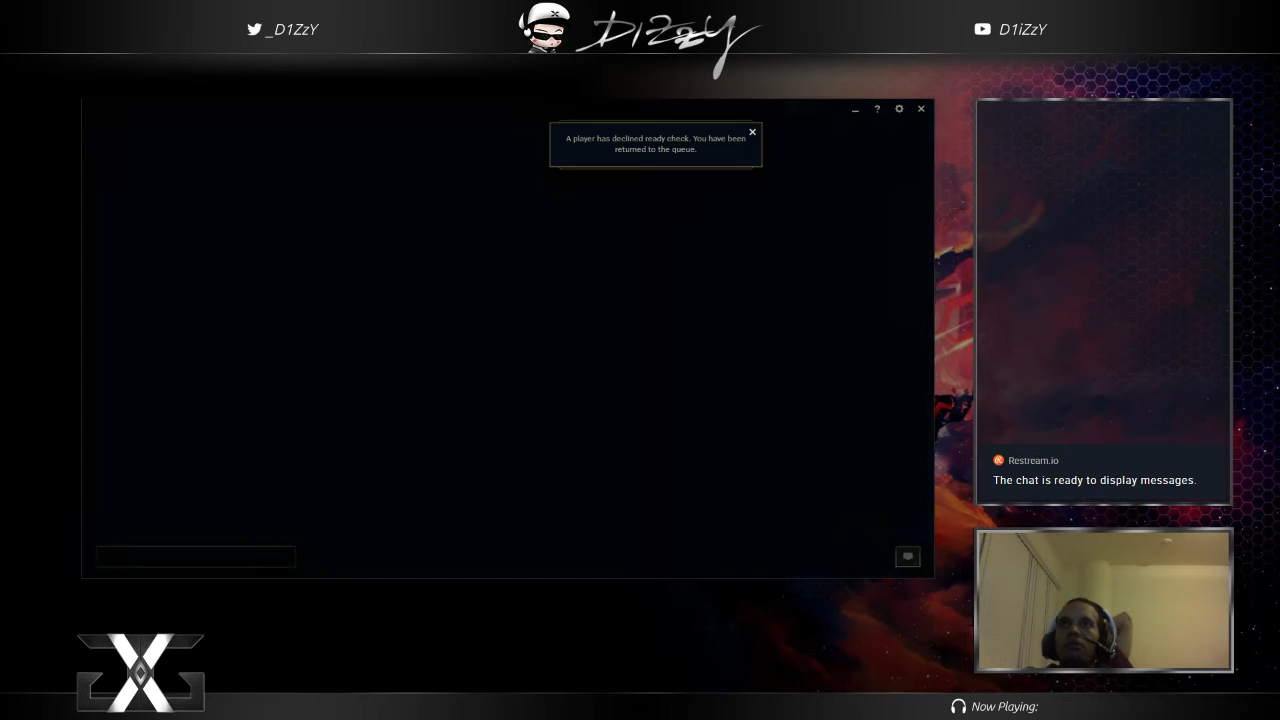 _D1ZzY
DIZzy
D1iZzY
?
A player has declined ready check. You have been
returned to the queue.
Restream.io
The chat is ready to display messages.
Now Playing: